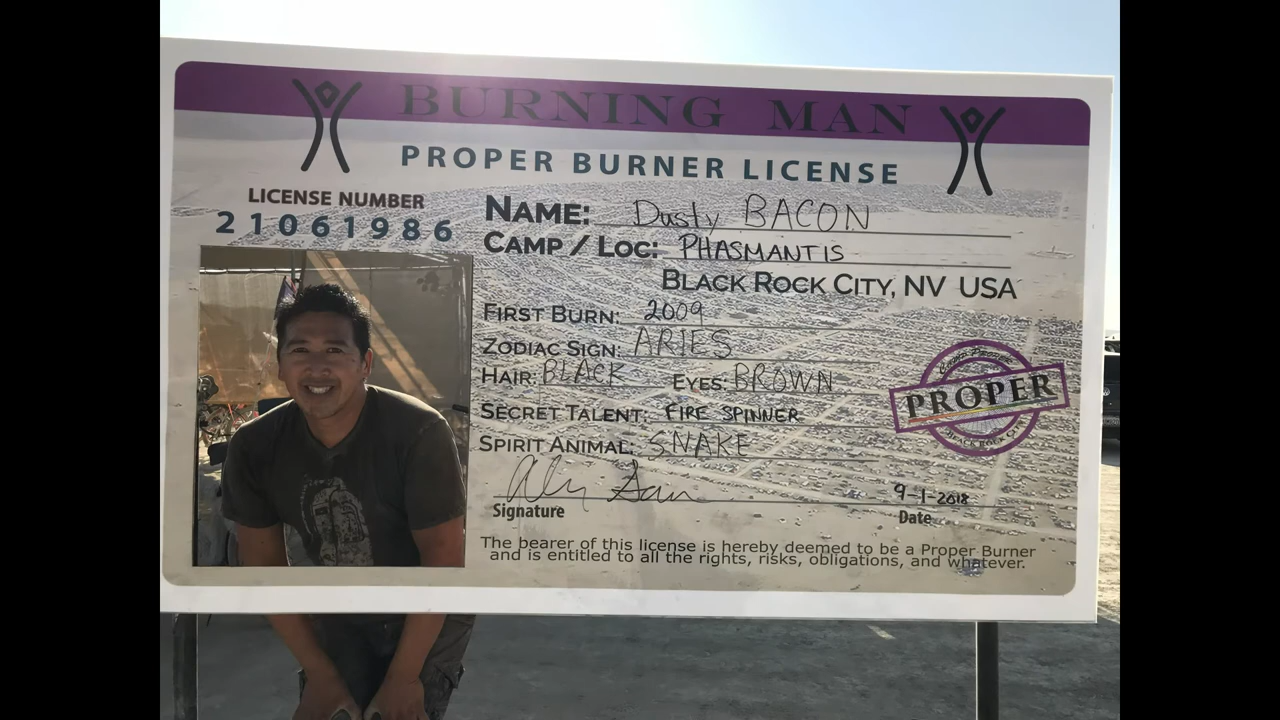 BURNING MAN
PROPER BURNER LICENSE
LICENSE NUMBER
21061986
NAME: Dusty BACON
CAMP / LOC: PHASMANTIS
BLACK ROCK CITY, NV USA
FIRST BURN: 2009
ZODIAC SIGN: ARIES
HAIR: BLACK EYES: BROWN
SECRET TALENT: FIRE SPINNER
SPIRIT ANIMAL: SNAKE
PROPER
BLACK ROCK CITY
9-1-2018
Signature Date
The bearer of this license is hereby deemed to be a Proper Burner
and is entitled to all the rights, risks, obligations, and whatever.